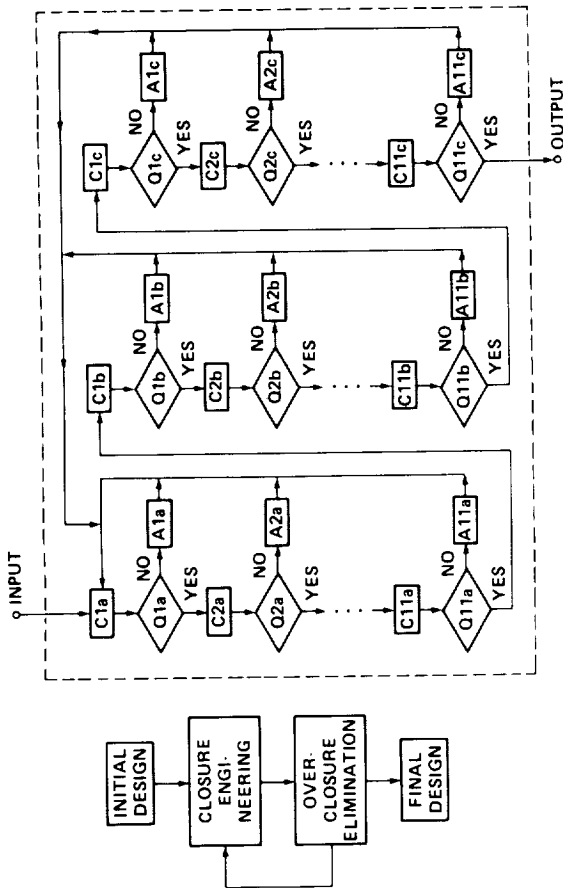 INITIAL
DESIGN
CLOSURE
ENGI-
NEERING
OVER-
CLOSURE
ELIMINATION
FINAL
DESIGN
INPUT
C1a
Q1a
NO
A1a
YES
C2a
Q2a
NO
A2a
YES
C11a
Q11a
NO
A11a
YES
C1b
Q1b
NO
A1b
YES
C2b
Q2b
NO
A2b
YES
C11b
Q11b
NO
A11b
YES
C1c
Q1c
NO
A1c
YES
C2c
Q2c
NO
A2c
YES
C11c
Q11c
NO
A11c
YES
OUTPUT